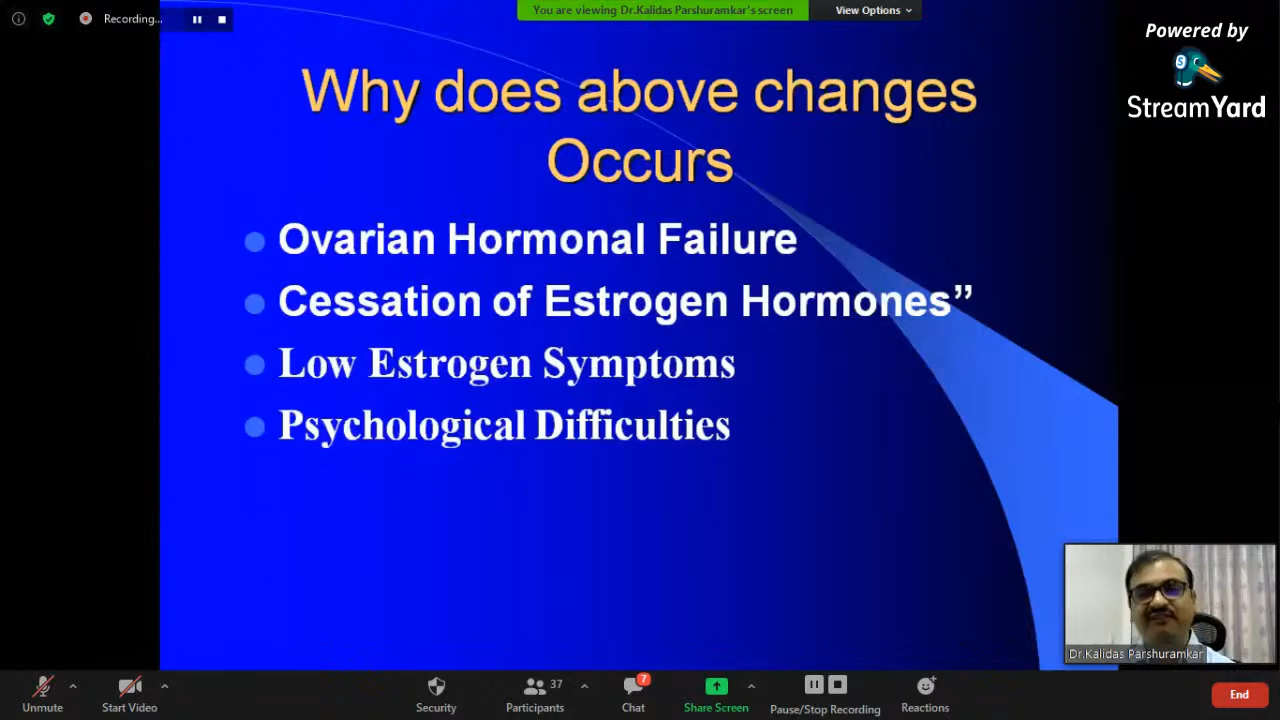 Recording...
You are viewing Dr.Kalidas Parshuramkar's screen
View Options
Powered by
StreamYard
Why does above changes
Occurs
Ovarian Hormonal Failure
Cessation of Estrogen Hormones”
Low Estrogen Symptoms
Psychological Difficulties
Dr.Kalidas Parshuramkar
Unmute
Start Video
Security
37
Participants
7
Chat
Share Screen
Pause/Stop Recording
Reactions
End